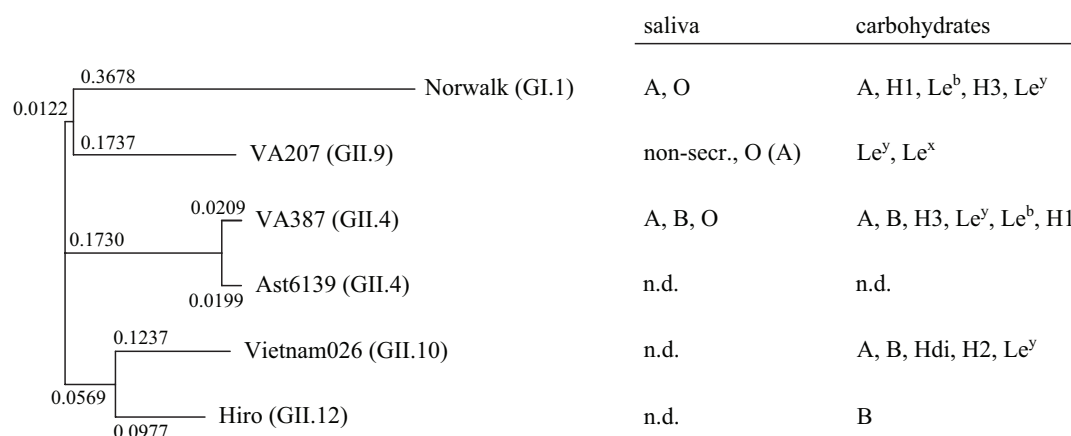 saliva carbohydrates
0.3678
Norwalk (GI.1) A, O A, H1, Le^b, H3, Le^y
0.0122
0.1737
VA207 (GII.9) non-secr., O (A) Le^y, Le^x
0.0209
VA387 (GII.4) A, B, O A, B, H3, Le^y, Le^b, H1
0.1730
Ast6139 (GII.4) n.d. n.d.
0.0199
0.1237
Vietnam026 (GII.10) n.d. A, B, Hdi, H2, Le^y
0.0569
Hiro (GII.12) n.d. B
0.0977